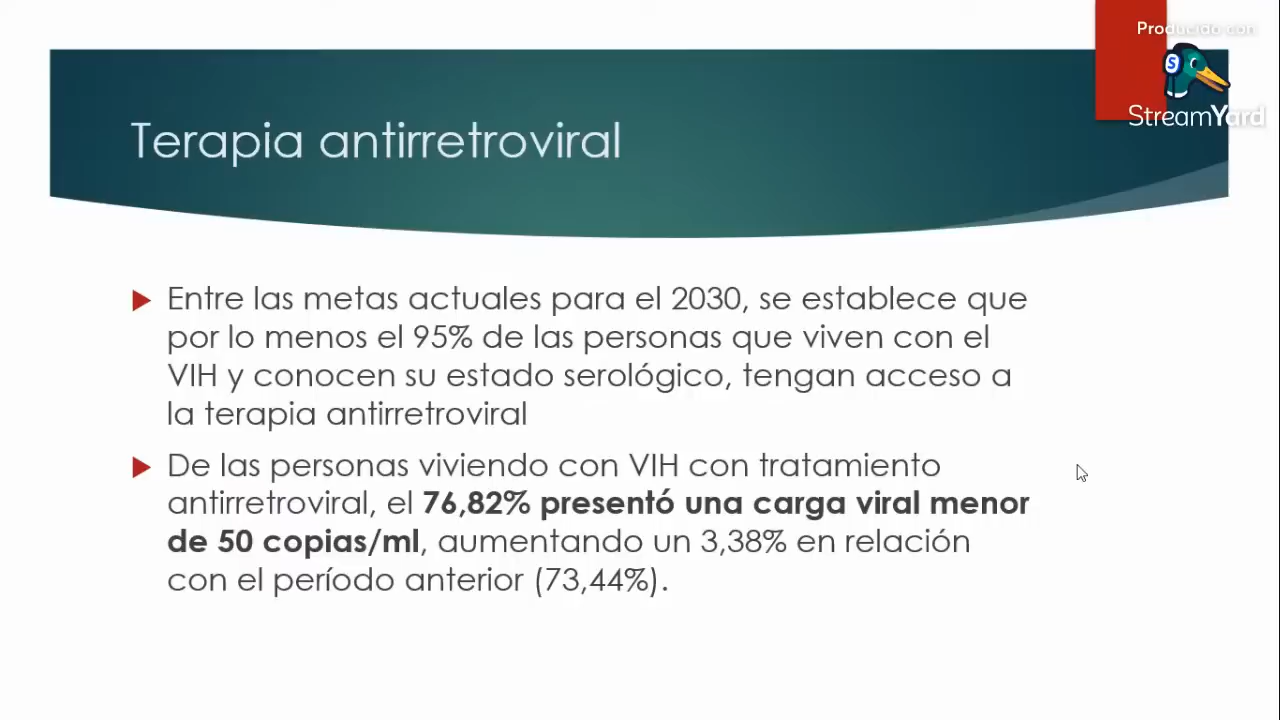 Producido con
StreamYard
Terapia antirretroviral
Entre las metas actuales para el 2030, se establece que
por lo menos el 95% de las personas que viven con el
VIH y conocen su estado serológico, tengan acceso a
la terapia antirretroviral
De las personas viviendo con VIH con tratamiento
antirretroviral, el 76,82% presentó una carga viral menor
de 50 copias/ml, aumentando un 3,38% en relación
con el período anterior (73,44%).